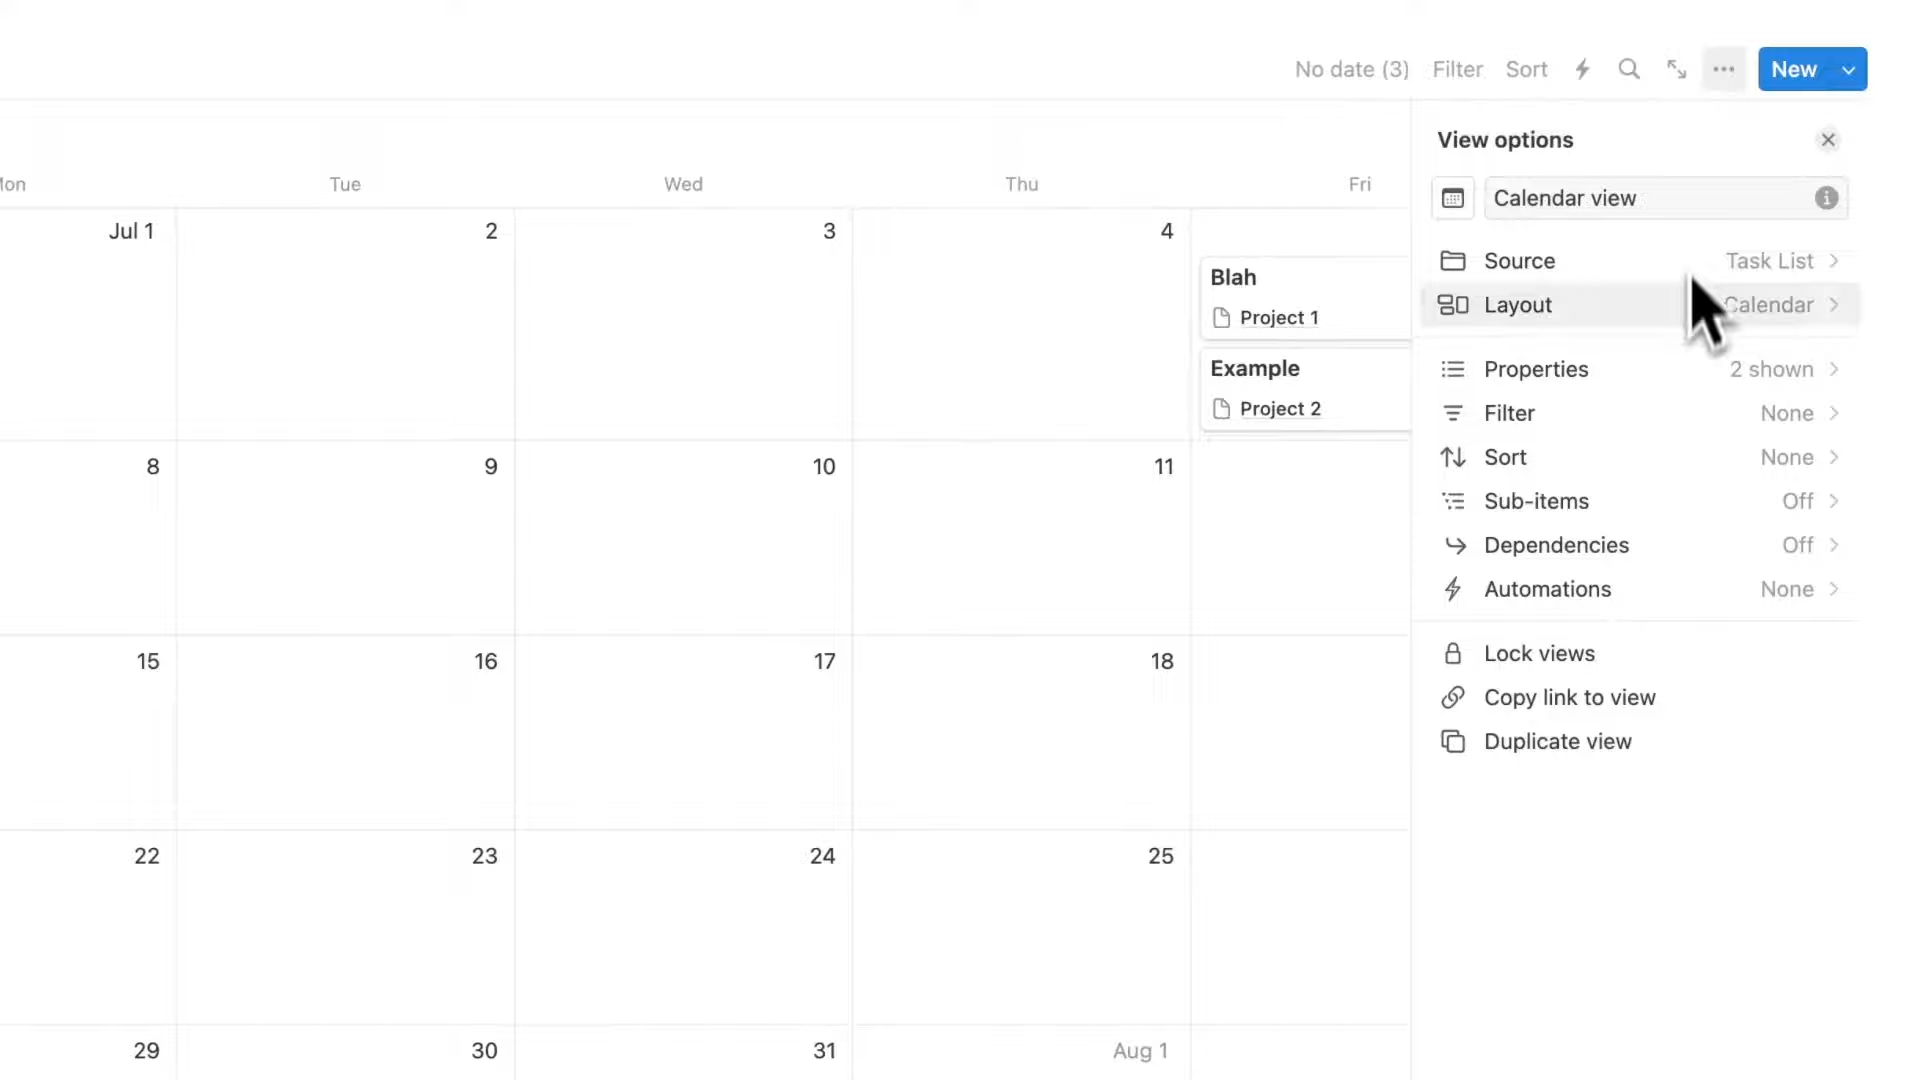 No date (3) Filter Sort New
View options
Mon Tue Wed Thu Fri
Calendar view
Jul 1 2 3 4
Source Task List
Blah
Layout Calendar
Project 1
Example
Properties 2 shown
Project 2
Filter None
8 9 10 11
Sort None
Sub-items Off
Dependencies Off
Automations None
15 16 17 18
Lock views
Copy link to view
Duplicate view
22 23 24 25
29 30 31 Aug 1